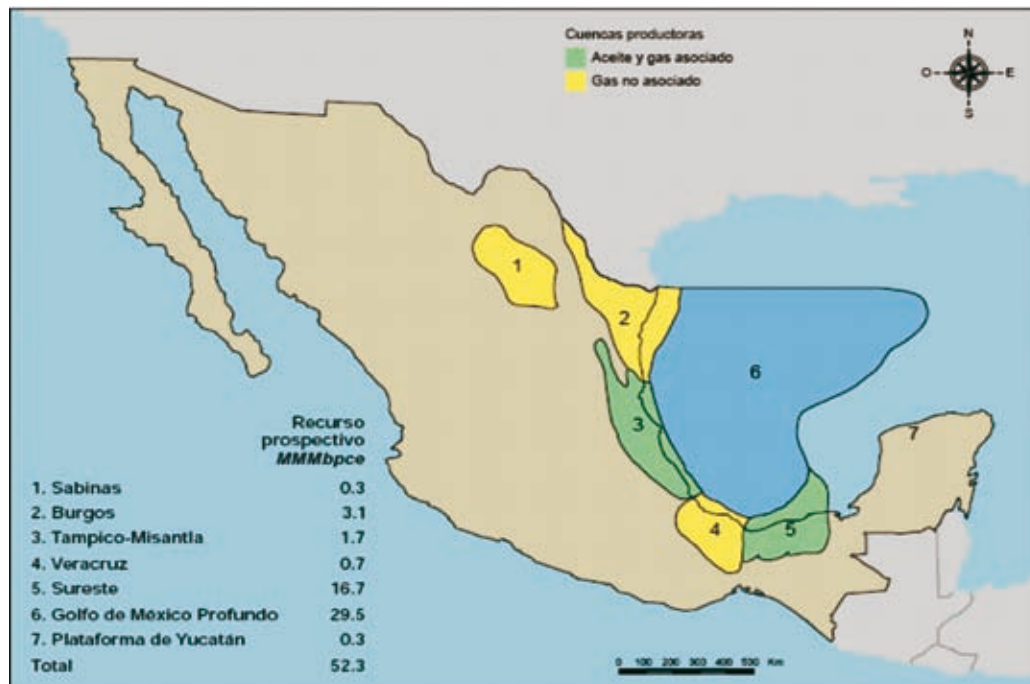 Cuencas productoras
Aceite y gas asociado
Gas no asociado
N
O
E
S
1
2
6
3
7
4
5
Recurso
prospectivo
MMMbpce
1. Sabinas 0.3
2. Burgos 3.1
3. Tampico-Misantla 1.7
4. Veracruz 0.7
5. Sureste 16.7
6. Golfo de México Profundo 29.5
7. Plataforma de Yucatán 0.3
Total 52.3
0 100 200 300 400 500 Km